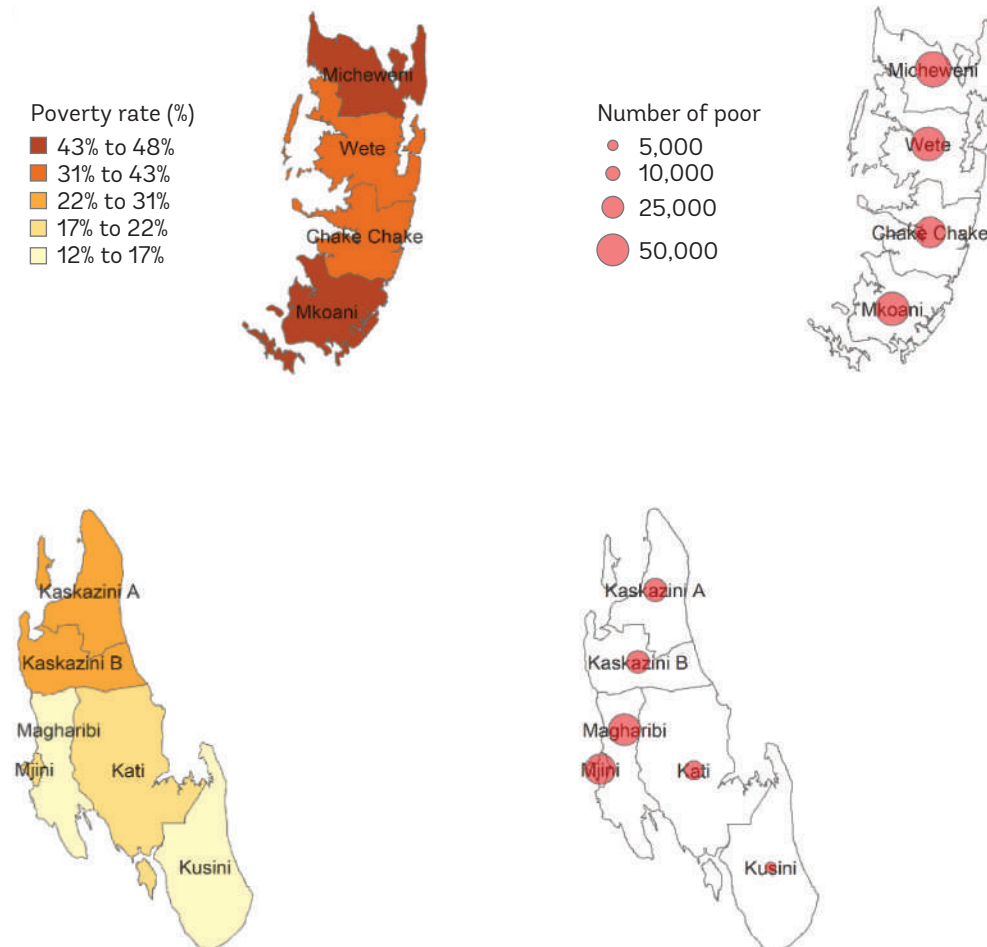 Poverty rate (%)
43% to 48%
31% to 43%
22% to 31%
17% to 22%
12% to 17%
Micheweni
Wete
Chake Chake
Mkoani
Kaskazini A
Kaskazini B
Magharibi
Mjini
Kati
Kusini
Number of poor
5,000
10,000
25,000
50,000
Micheweni
Wete
Chake Chake
Mkoani
Kaskazini A
Kaskazini B
Magharibi
Mjini
Kati
Kusini